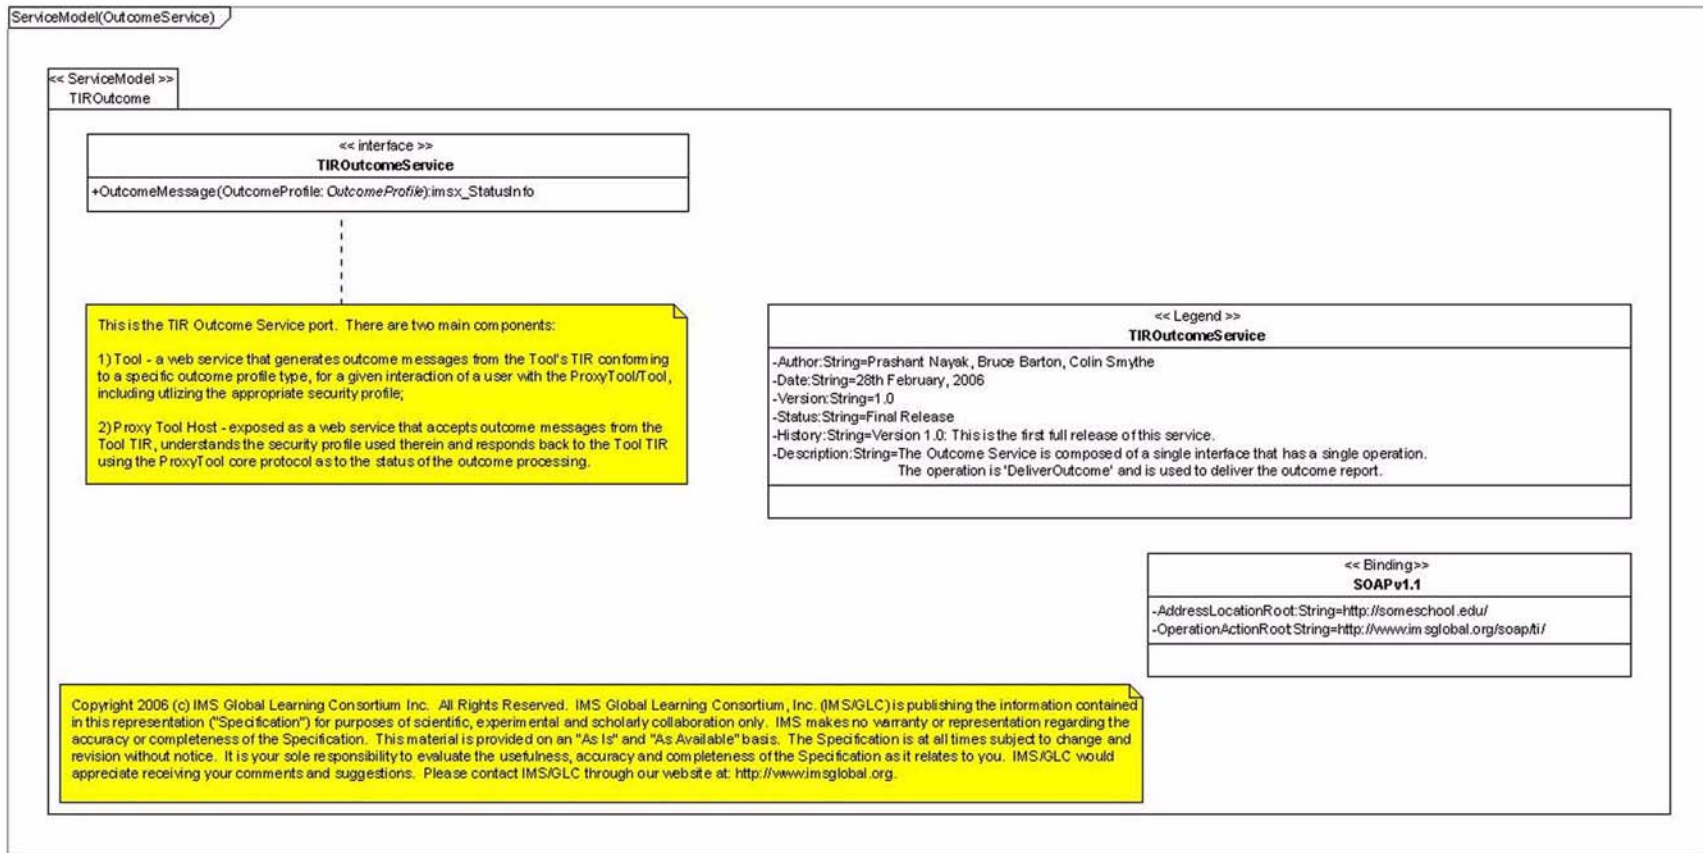 ServiceModel(OutcomeService)
<< ServiceModel >>
TIROutcome
<< interface >>
TIROutcomeService
+OutcomeMessage(OutcomeProfile: OutcomeProfile):imsx_StatusInfo
This is the TIR Outcome Service port. There are two main components:
1) Tool - a web service that generates outcome messages from the Tool's TIR conforming
to a specific outcome profile type, for a given interaction of a user with the ProxyTool/Tool,
including utlizing the appropriate security profile;
2) Proxy Tool Host - exposed as a web service that accepts outcome messages from the
Tool TIR, understands the security profile used therein and responds back to the Tool TIR
using the ProxyTool core protocol as to the status of the outcome processing.
<< Legend >>
TIROutcomeService
-Author:String=Prashant Nayak, Bruce Barton, Colin Smythe
-Date:String=28th February, 2006
-Version:String=1.0
-Status:String=Final Release
-History:String=Version 1.0: This is the first full release of this service.
-Description:String=The Outcome Service is composed of a single interface that has a single operation.
The operation is 'DeliverOutcome' and is used to deliver the outcome report.
<< Binding>>
SOAPv1.1
-AddressLocationRoot:String=http://someschool.edu/
-OperationActionRoot:String=http://www.imsglobal.org/soap/ti/
Copyright 2006 (c) IMS Global Learning Consortium Inc. All Rights Reserved. IMS Global Learning Consortium, Inc. (IMS/GLC) is publishing the information contained
in this representation ("Specification") for purposes of scientific, experimental and scholarly collaboration only. IMS makes no warranty or representation regarding the
accuracy or completeness of the Specification. This material is provided on an "As Is" and "As Available" basis. The Specification is at all times subject to change and
revision without notice. It is your sole responsibility to evaluate the usefulness, accuracy and completeness of the Specification as it relates to you. IMS/GLC would
appreciate receiving your comments and suggestions. Please contact IMS/GLC through our website at: http://www.imsglobal.org.